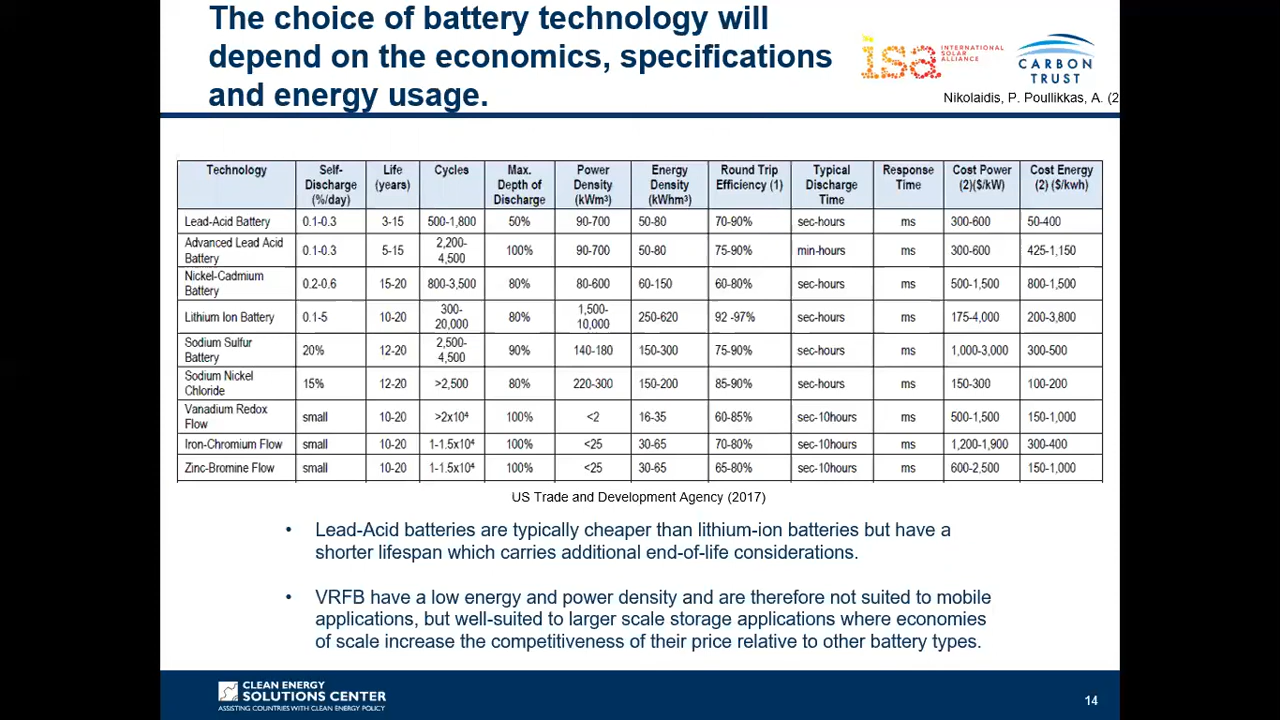 The choice of battery technology will
depend on the economics, specifications
and energy usage.
isa INTERNATIONAL
SOLAR
ALLIANCE
CARBON
TRUST
Nikolaidis, P. Poullikkas, A. (2
Technology Self-Discharge (%/day) Life (years) Cycles Max. Depth of Discharge Power Density (kWm³) Energy Density (kWhm³) Round Trip Efficiency (1) Typical Discharge Time Response Time Cost Power (2)($/kW) Cost Energy (2) ($/kwh)
Lead-Acid Battery 0.1-0.3 3-15 500-1,800 50% 90-700 50-80 70-90% sec-hours ms 300-600 50-400
Advanced Lead Acid Battery 0.1-0.3 5-15 2,200-4,500 100% 90-700 50-80 75-90% min-hours ms 300-600 425-1,150
Nickel-Cadmium Battery 0.2-0.6 15-20 800-3,500 80% 80-600 60-150 60-80% sec-hours ms 500-1,500 800-1,500
Lithium Ion Battery 0.1-5 10-20 300-20,000 80% 1,500-10,000 250-620 92 -97% sec-hours ms 175-4,000 200-3,800
Sodium Sulfur Battery 20% 12-20 2,500-4,500 90% 140-180 150-300 75-90% sec-hours ms 1,000-3,000 300-500
Sodium Nickel Chloride 15% 12-20 >2,500 80% 220-300 150-200 85-90% sec-hours ms 150-300 100-200
Vanadium Redox Flow small 10-20 >2x10⁴ 100% <2 16-35 60-85% sec-10hours ms 500-1,500 150-1,000
Iron-Chromium Flow small 10-20 1-1.5x10⁴ 100% <25 30-65 70-80% sec-10hours ms 1,200-1,900 300-400
Zinc-Bromine Flow small 10-20 1-1.5x10⁴ 100% <25 30-65 65-80% sec-10hours ms 600-2,500 150-1,000
US Trade and Development Agency (2017)
• Lead-Acid batteries are typically cheaper than lithium-ion batteries but have a
shorter lifespan which carries additional end-of-life considerations.
• VRFB have a low energy and power density and are therefore not suited to mobile
applications, but well-suited to larger scale storage applications where economies
of scale increase the competitiveness of their price relative to other battery types.
CLEAN ENERGY
SOLUTIONS CENTER
ASSISTING COUNTRIES WITH CLEAN ENERGY POLICY
14